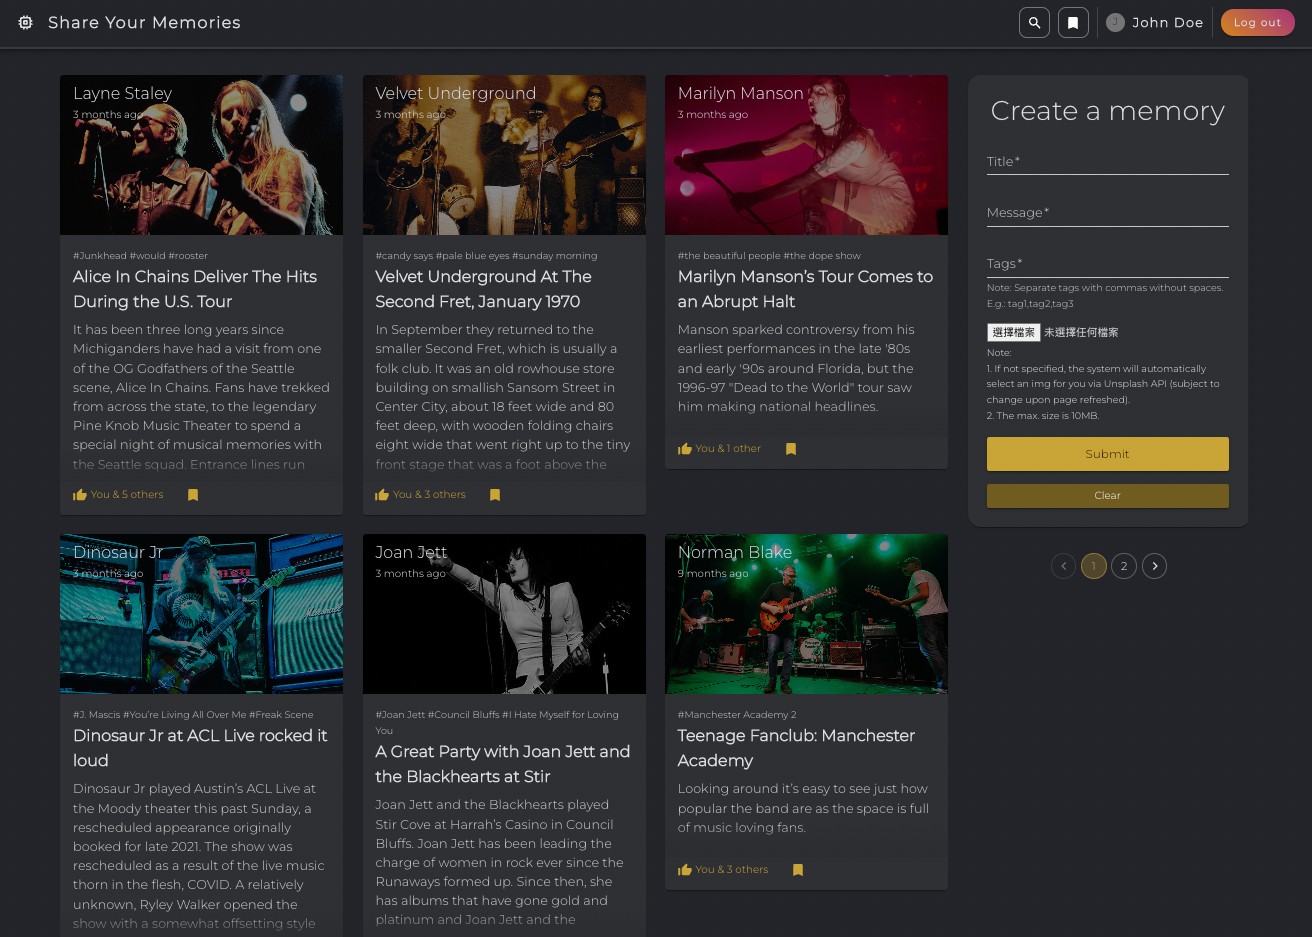 Share Your Memories
J
John Doe
Log out
Layne Staley
3 months ago
#Junkhead #would #rooster
Alice In Chains Deliver The Hits
During the U.S. Tour
It has been three long years since
Michiganders have had a visit from one
of the OG Godfathers of the Seattle
scene, Alice In Chains. Fans have trekked
from across the state, to the legendary
Pine Knob Music Theater to spend a
special night of musical memories with
the Seattle squad. Entrance lines run
You & 5 others
Velvet Underground
3 months ago
#candy says #pale blue eyes #sunday morning
Velvet Underground At The
Second Fret, January 1970
In September they returned to the
smaller Second Fret, which is usually a
folk club. It was an old rowhouse store
building on smallish Sansom Street in
Center City, about 18 feet wide and 80
feet deep, with wooden folding chairs
eight wide that went right up to the tiny
front stage that was a foot above the
You & 3 others
Marilyn Manson
3 months ago
#the beautiful people #the dope show
Marilyn Manson’s Tour Comes to
an Abrupt Halt
Manson sparked controversy from his
earliest performances in the late '80s
and early '90s around Florida, but the
1996-97 "Dead to the World" tour saw
him making national headlines.
You & 1 other
Dinosaur Jr
3 months ago
#J. Mascis #You’re Living All Over Me #Freak Scene
Dinosaur Jr at ACL Live rocked it
loud
Dinosaur Jr played Austin’s ACL Live at
the Moody theater this past Sunday, a
rescheduled appearance originally
booked for late 2021. The show was
rescheduled as a result of the live music
thorn in the flesh, COVID. A relatively
unknown, Ryley Walker opened the
show with a somewhat offsetting style
Joan Jett
3 months ago
#Joan Jett #Council Bluffs #I Hate Myself for Loving
You
A Great Party with Joan Jett and
the Blackhearts at Stir
Joan Jett and the Blackhearts played
Stir Cove at Harrah’s Casino in Council
Bluffs. Joan Jett has been leading the
charge of women in rock ever since the
Runaways formed up. Since then, she
has albums that have gone gold and
platinum and Joan Jett and the
Norman Blake
9 months ago
#Manchester Academy 2
Teenage Fanclub: Manchester
Academy
Looking around it’s easy to see just how
popular the band are as the space is full
of music loving fans.
You & 3 others
Create a memory
Title *
Message *
Tags *
Note: Separate tags with commas without spaces.
E.g.: tag1,tag2,tag3
選擇檔案 未選擇任何檔案
Note:
1. If not specified, the system will automatically
select an img for you via Unsplash API (subject to
change upon page refreshed).
2. The max. size is 10MB.
Submit
Clear
1 2